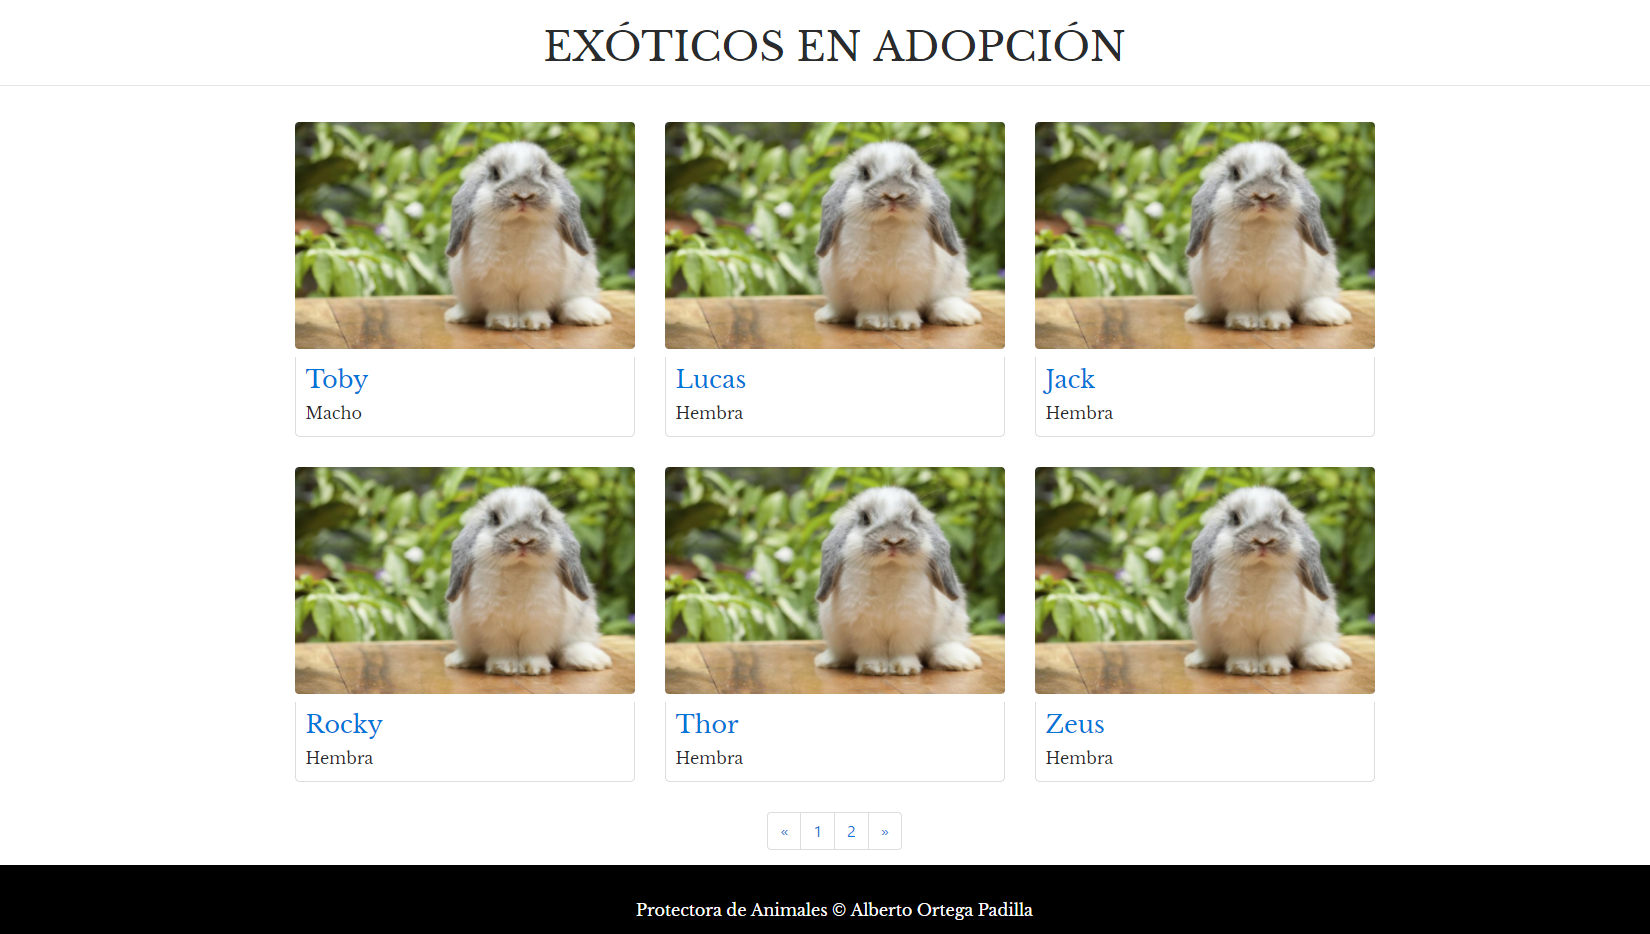 EXÓTICOS EN ADOPCIÓN
Toby
Macho
Lucas
Hembra
Jack
Hembra
Rocky
Hembra
Thor
Hembra
Zeus
Hembra
« 1 2 »
Protectora de Animales © Alberto Ortega Padilla